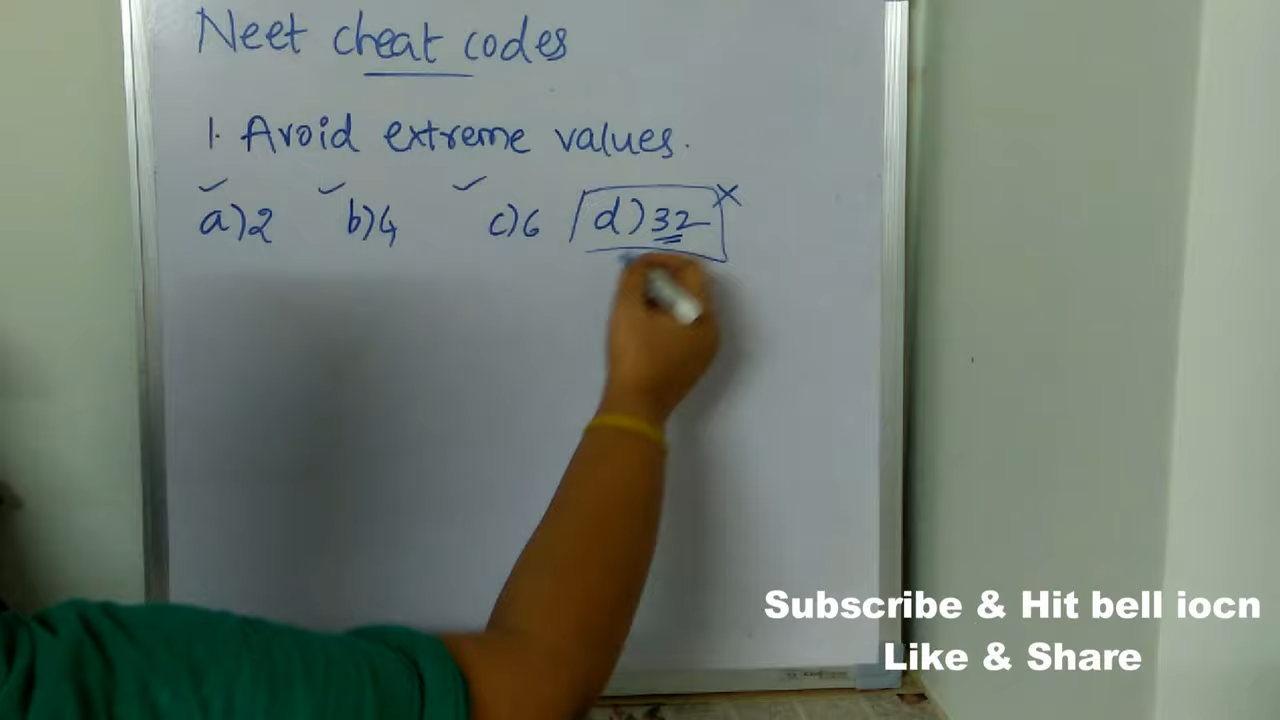 Neet cheat codes
1. Avoid extreme values.
a)2 b)4 c)6 d)32
Subscribe & Hit bell iocn
Like & Share